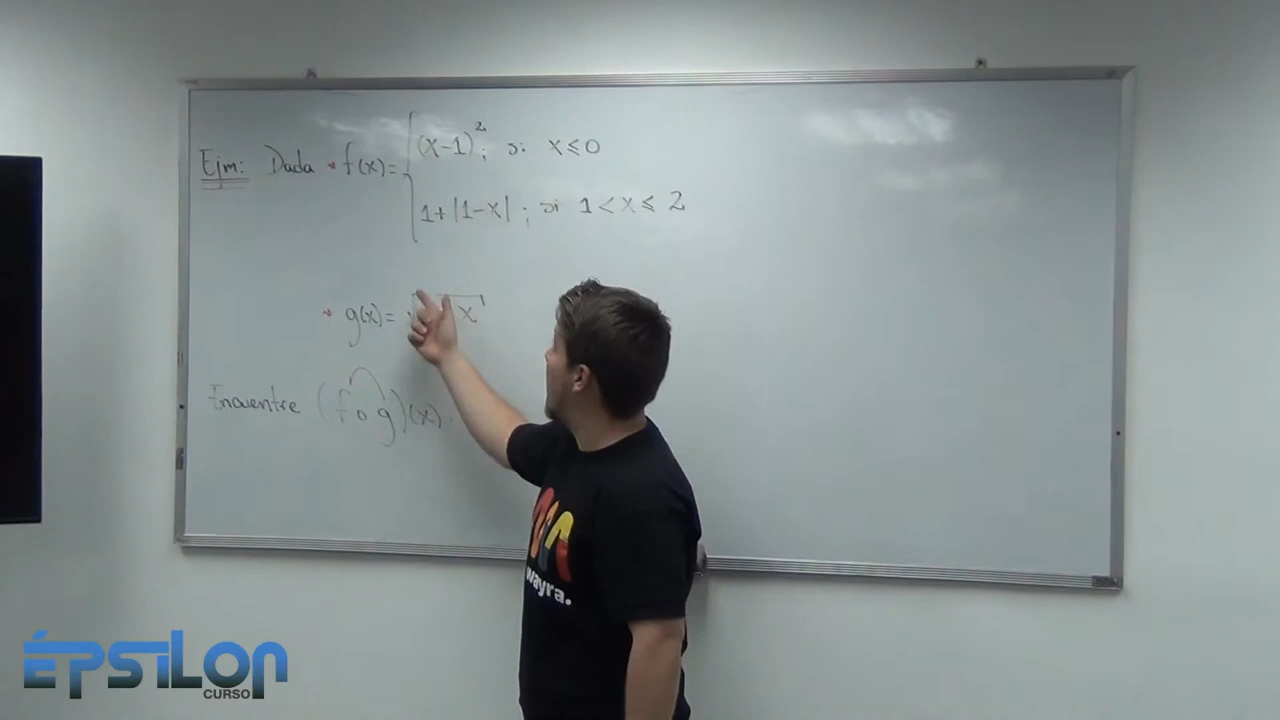 Ejm: Dada f(x)= { (x-1)²; si x≤0
1+|1-x|; si 1<x≤2
g(x)= √ x
Encuentre (f o g)(x).
wayra.
ÉPSILON
CURSO